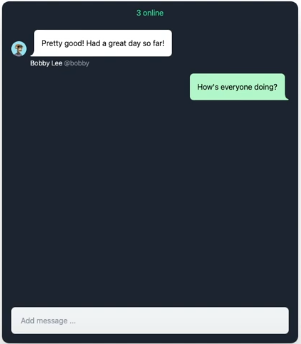 3 online
Pretty good! Had a great day so far!
Bobby Lee @bobby
How's everyone doing?
Add message ...